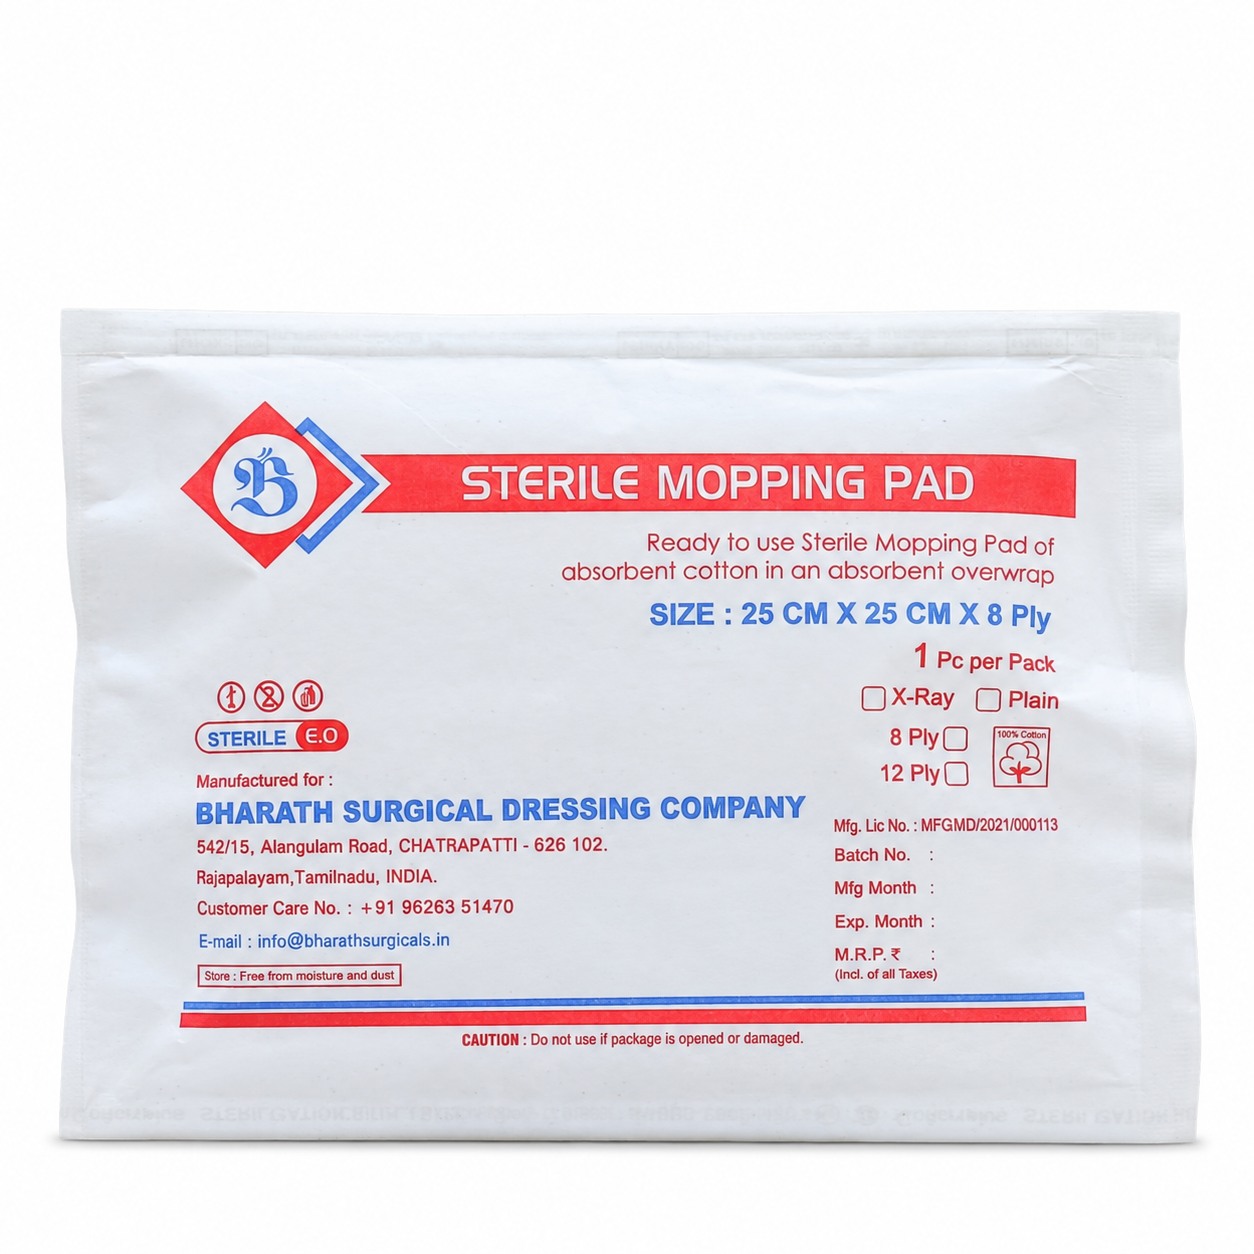 B
STERILE MOPPING PAD
Ready to use Sterile Mopping Pad of
absorbent cotton in an absorbent overwrap
SIZE : 25 CM X 25 CM X 8 Ply
1 Pc per Pack
X-Ray Plain
8 Ply
12 Ply
100% Cotton
2
STERILE E.O
Manufactured for :
BHARATH SURGICAL DRESSING COMPANY
542/15, Alangulam Road, CHATRAPATTI - 626 102.
Rajapalayam,Tamilnadu, INDIA.
Customer Care No. : +91 96263 51470
E-mail : info@bharathsurgicals.in
Store : Free from moisture and dust
Mfg. Lic No. : MFGMD/2021/000113
Batch No. :
Mfg Month :
Exp. Month :
M.R.P. ₹ :
(Incl. of all Taxes)
CAUTION : Do not use if package is opened or damaged.